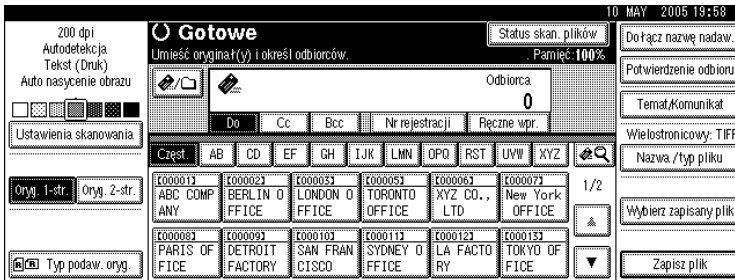 10 MAY 2005 19:58
200 dpi
Autodetekcja
Tekst (Druk)
Auto nasycenie obrazu
Ustawienia skanowania
Oryg. 1-str. Oryg. 2-str.
Typ podaw. oryg.
Gotowe
Status skan. plików
Umieść oryginał(y) i określ odbiorców.
. Pamięć:100%
Odbiorca
0
Do Cc Bcc Nr rejestracji Ręczne wpr.
Częst. AB CD EF GH IJK LMN OPQ RST UVW XYZ
[00001] [00002] [00003] [00005] [00006] [00007]
ABC COMP BERLIN O LONDON O TORONTO XYZ CO., New York
ANY FFICE FFICE OFFICE LTD OFFICE
1/2
[00008] [00009] [00010] [00011] [00012] [00013]
PARIS OF DETROIT SAN FRAN SYDNEY O LA FACTO TOKYO OF
FICE FACTORY CISCO FFICE RY FICE
Dołącz nazwę nadaw.
Potwierdzenie odbioru
Temat/Komunikat
Wielostronicowy: TIFF
Nazwa /typ pliku
Wybierz zapisany plik
Zapisz plik